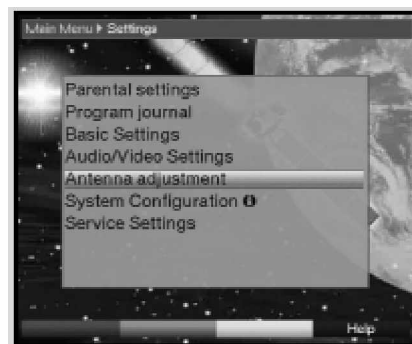 Main Menu ▶ Settings
Parental settings
Program journal
Basic Settings
Audio/Video Settings
Antenna adjustment
System Configuration
Service Settings
Help